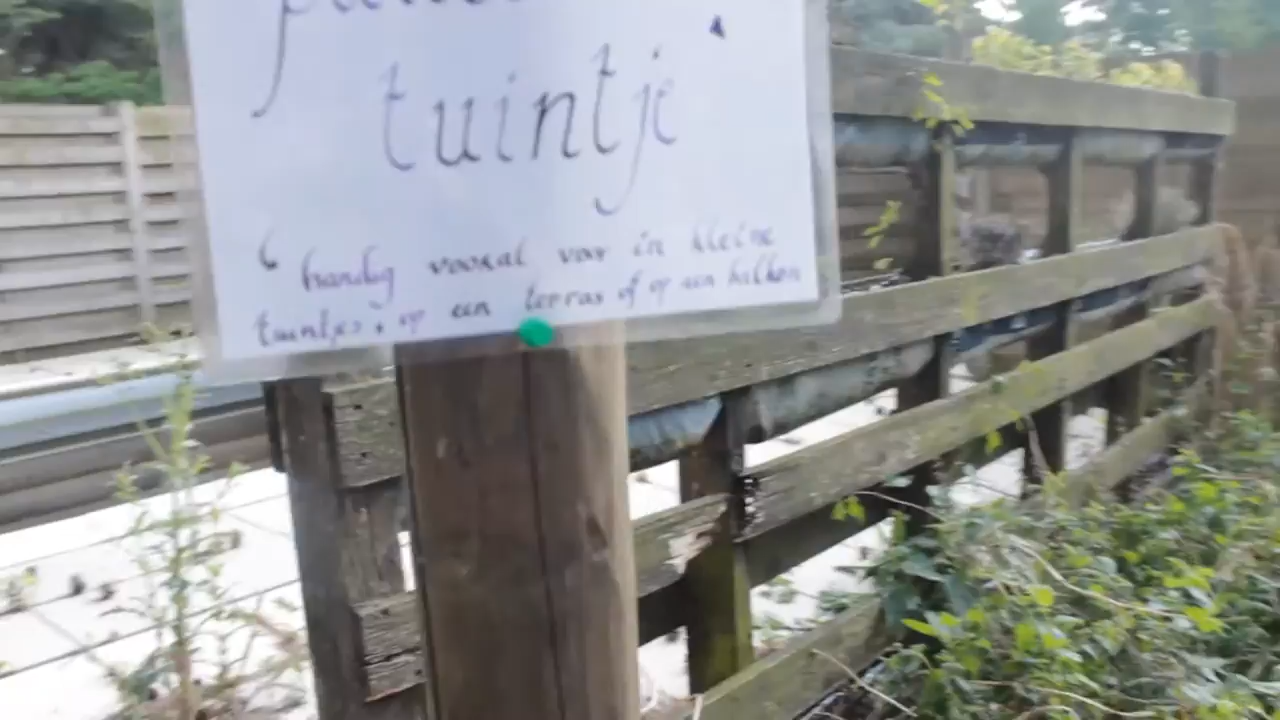 tuintje
handig vooral voor in kleine
tuintjes, op een terras of op een balkon